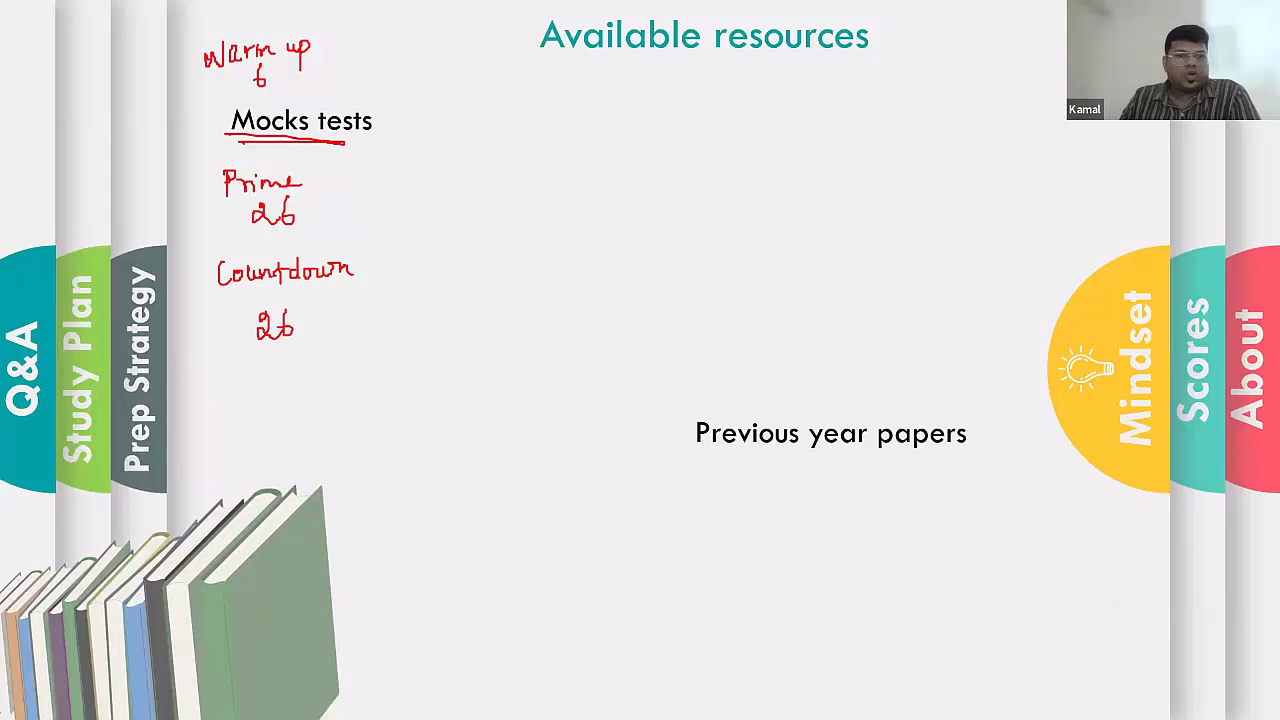 Available resources
Warm up
6
Mocks tests
Prime
26
Countdown
26
Previous year papers
Q&A
Study Plan
Prep Strategy
Mindset
Scores
About
Kamal